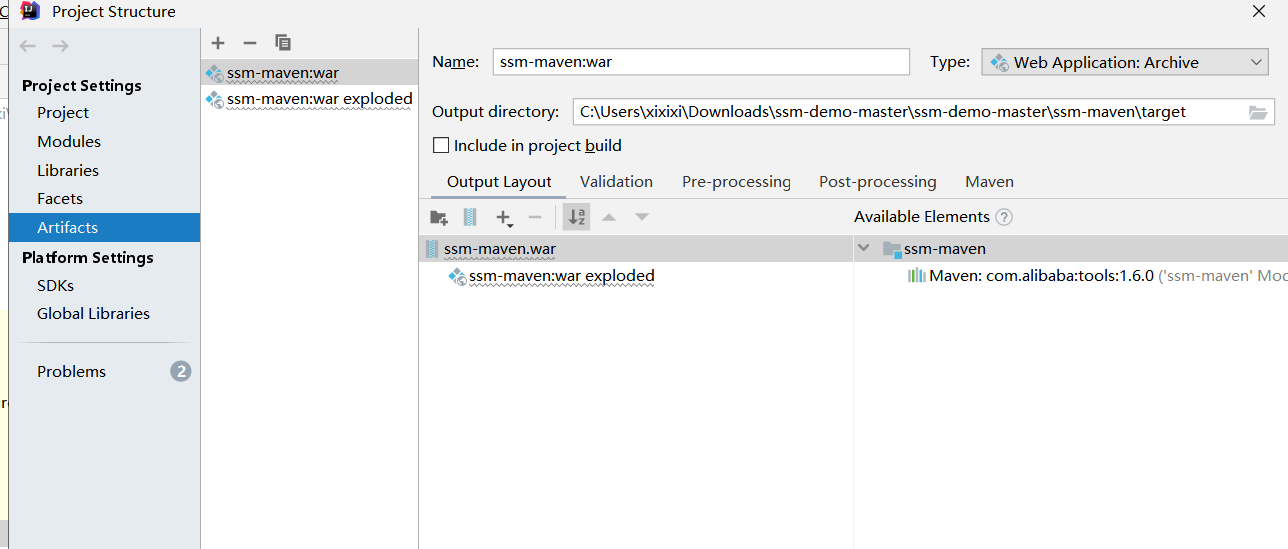 Project Structure
Project Settings
Project
Modules
Libraries
Facets
Artifacts
Platform Settings
SDKs
Global Libraries
Problems
2
ssm-maven:war
ssm-maven:war exploded
Name:
ssm-maven:war
Type:
Web Application: Archive
Output directory:
C:\Users\xixixi\Downloads\ssm-demo-master\ssm-demo-master\ssm-maven\target
Include in project build
Output Layout
Validation
Pre-processing
Post-processing
Maven
Available Elements
ssm-maven.war
ssm-maven:war exploded
ssm-maven
Maven: com.alibaba:tools:1.6.0 ('ssm-maven' Mod